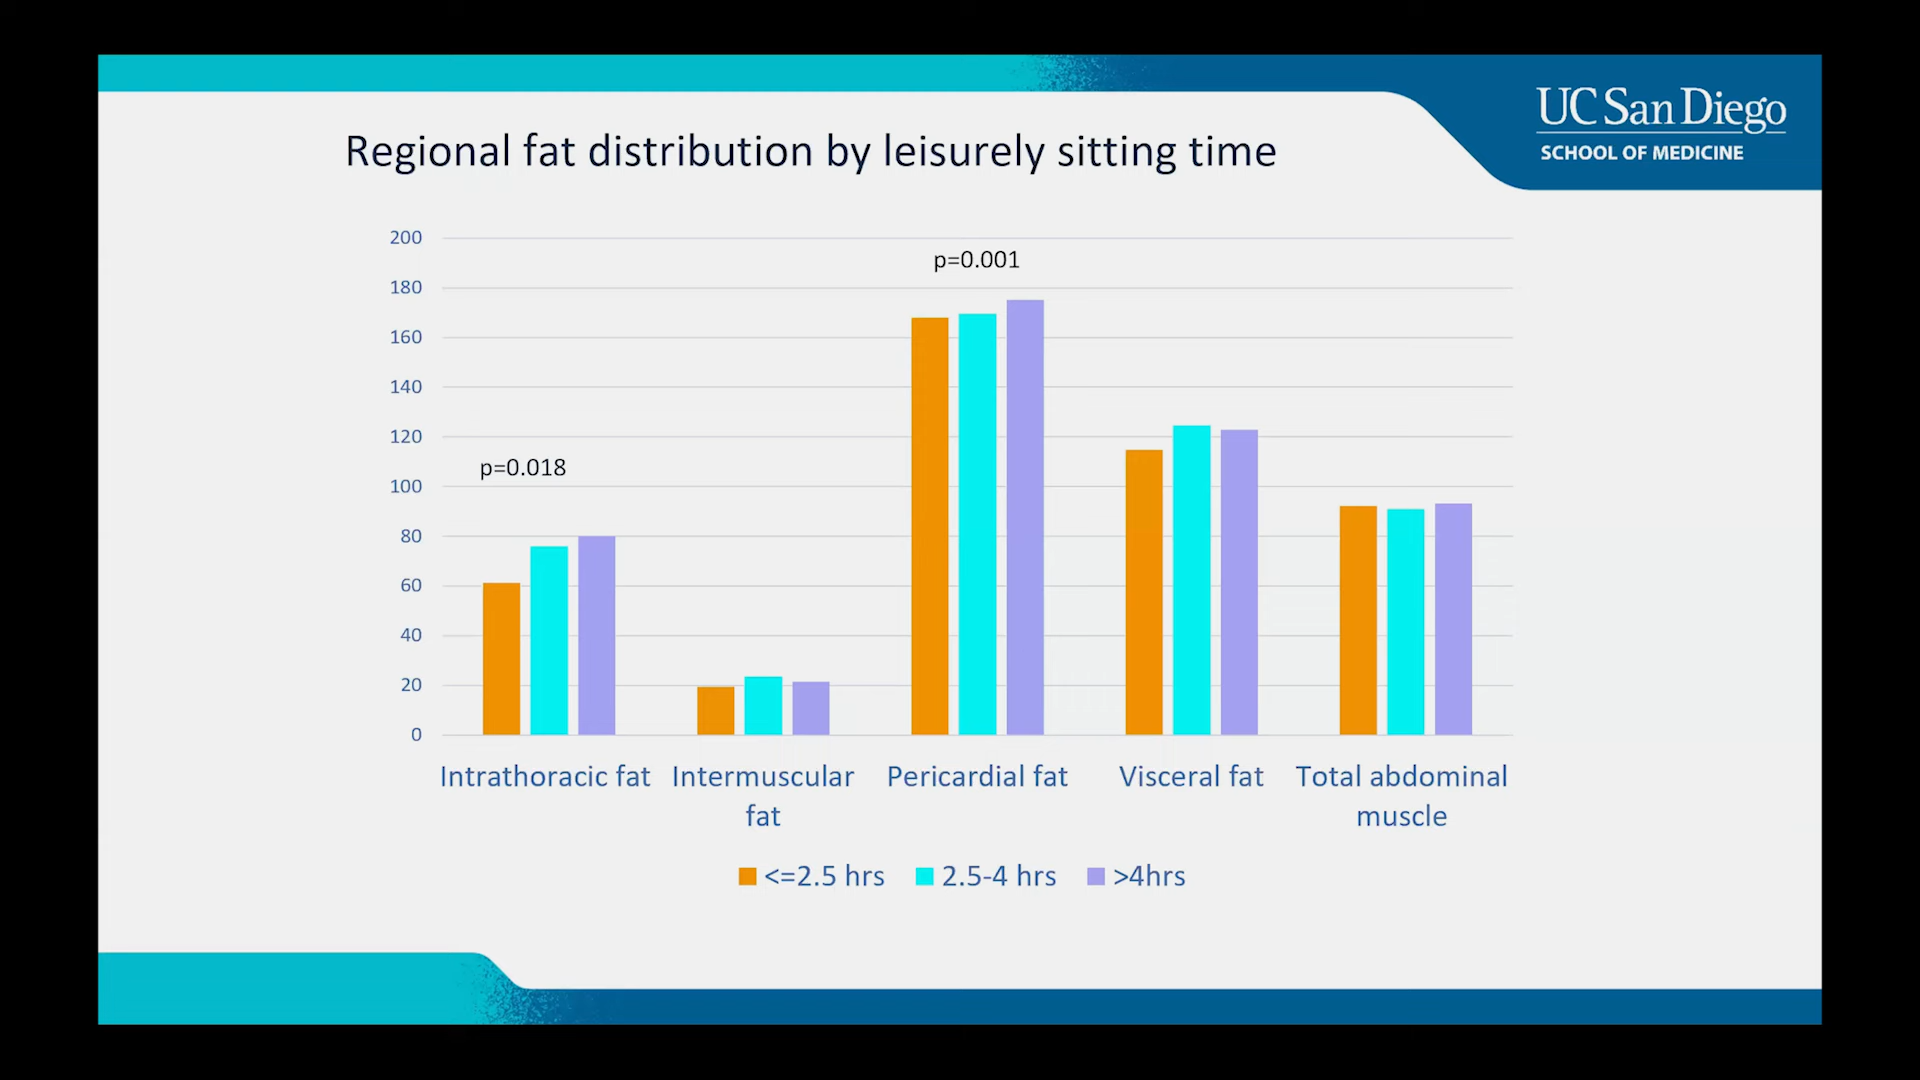 UC San Diego
SCHOOL OF MEDICINE
Regional fat distribution by leisurely sitting time
200
180
160
140
120
100
80
60
40
20
0
p=0.018
p=0.001
Intrathoracic fat
Intermuscular
fat
Pericardial fat
Visceral fat
Total abdominal
muscle
<=2.5 hrs
2.5-4 hrs
>4hrs